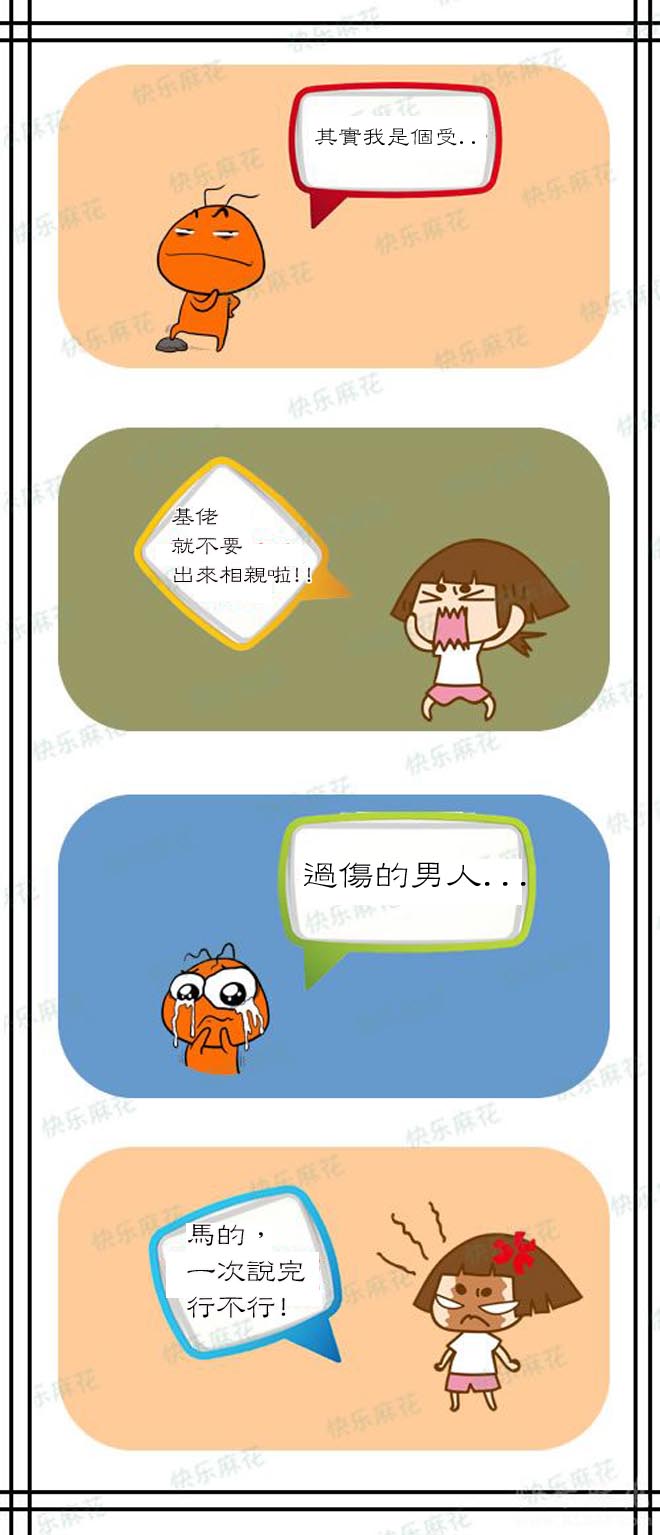 其實我是個受..
基佬
就不要
出來相親啦!!
過傷的男人...
馬的，
一次說完
行不行!
快乐麻花